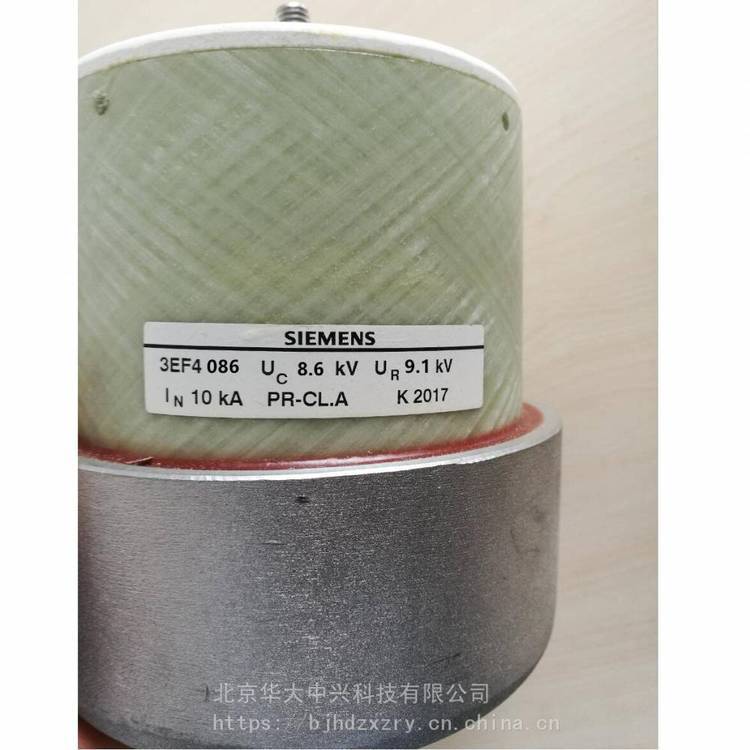 SIEMENS
3EF4 086 UC 8.6 kV UR 9.1 kV
IN 10 kA PR-CL.A K 2017
北京华大中兴科技有限公司
https://bjhdzxzry.cn.china.cn